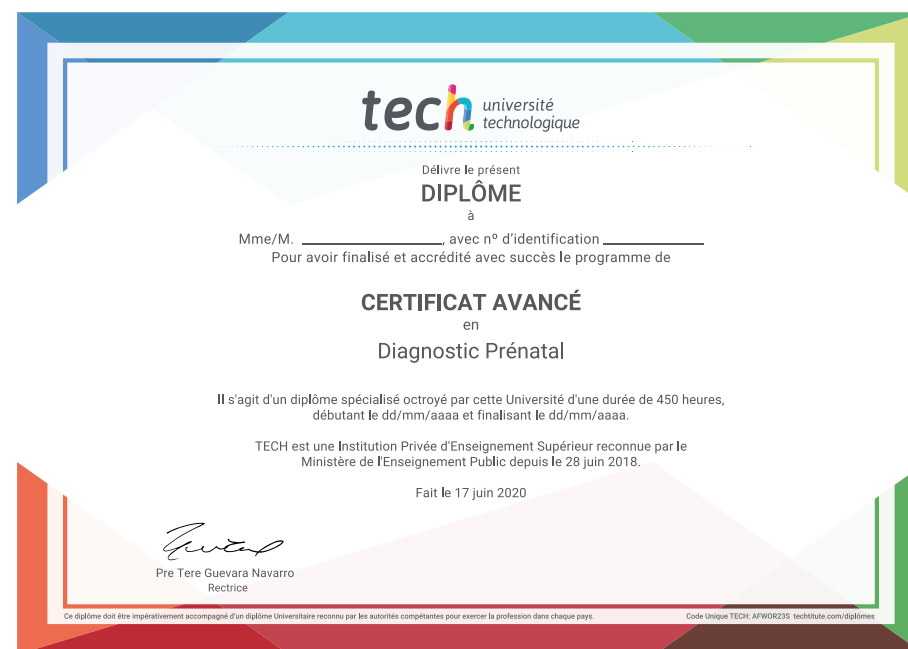 tech université
technologique
Délivre le présent
DIPLÔME
à
Mme/M. ____________________, avec nº d'identification ______________
Pour avoir finalisé et accrédité avec succès le programme de
CERTIFICAT AVANCÉ
en
Diagnostic Prénatal
Il s'agit d'un diplôme spécialisé octroyé par cette Université d'une durée de 450 heures,
débutant le dd/mm/aaaa et finalisant le dd/mm/aaaa.
TECH est une Institution Privée d'Enseignement Supérieur reconnue par le
Ministère de l'Enseignement Public depuis le 28 juin 2018.
Fait le 17 juin 2020
Pre Tere Guevara Navarro
Rectrice
Ce diplôme doit être impérativement accompagné d'un diplôme Universitaire reconnu par les autorités compétantes pour exercer la profession dans chaque pays.
Code Unique TECH: AFWOR23S techtitute.com/diplômes